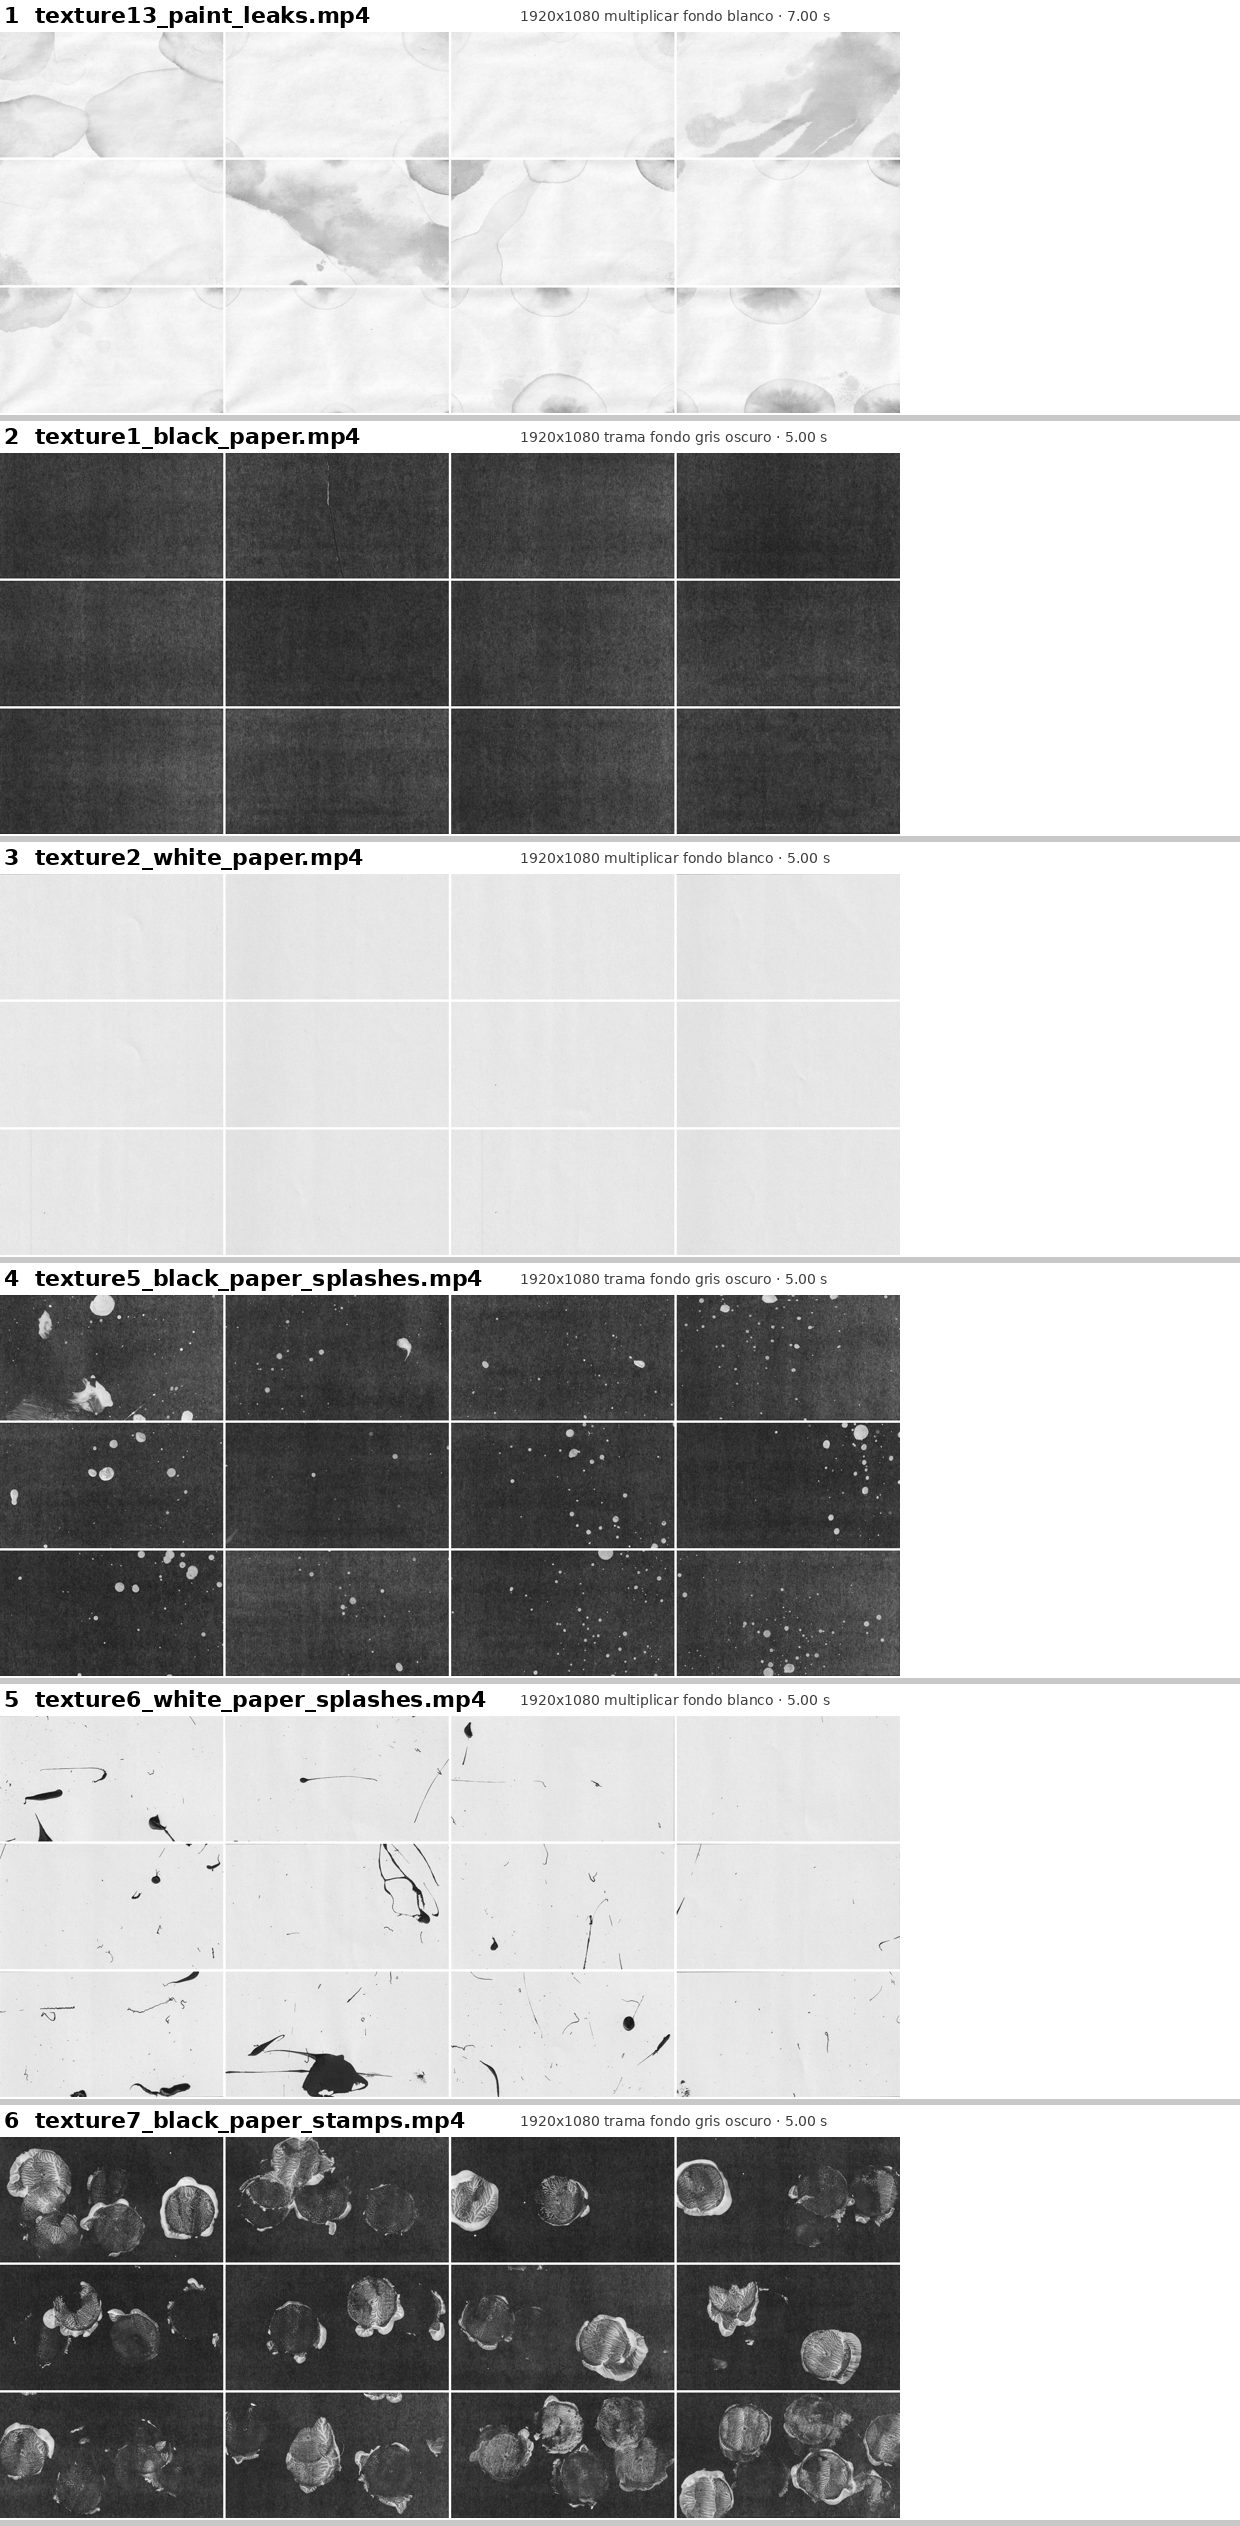 1 texture13_paint_leaks.mp4 1920x1080 multiplicar fondo blanco · 7.00 s
2 texture1_black_paper.mp4 1920x1080 trama fondo gris oscuro · 5.00 s
3 texture2_white_paper.mp4 1920x1080 multiplicar fondo blanco · 5.00 s
4 texture5_black_paper_splashes.mp4 1920x1080 trama fondo gris oscuro · 5.00 s
5 texture6_white_paper_splashes.mp4 1920x1080 multiplicar fondo blanco · 5.00 s
6 texture7_black_paper_stamps.mp4 1920x1080 trama fondo gris oscuro · 5.00 s